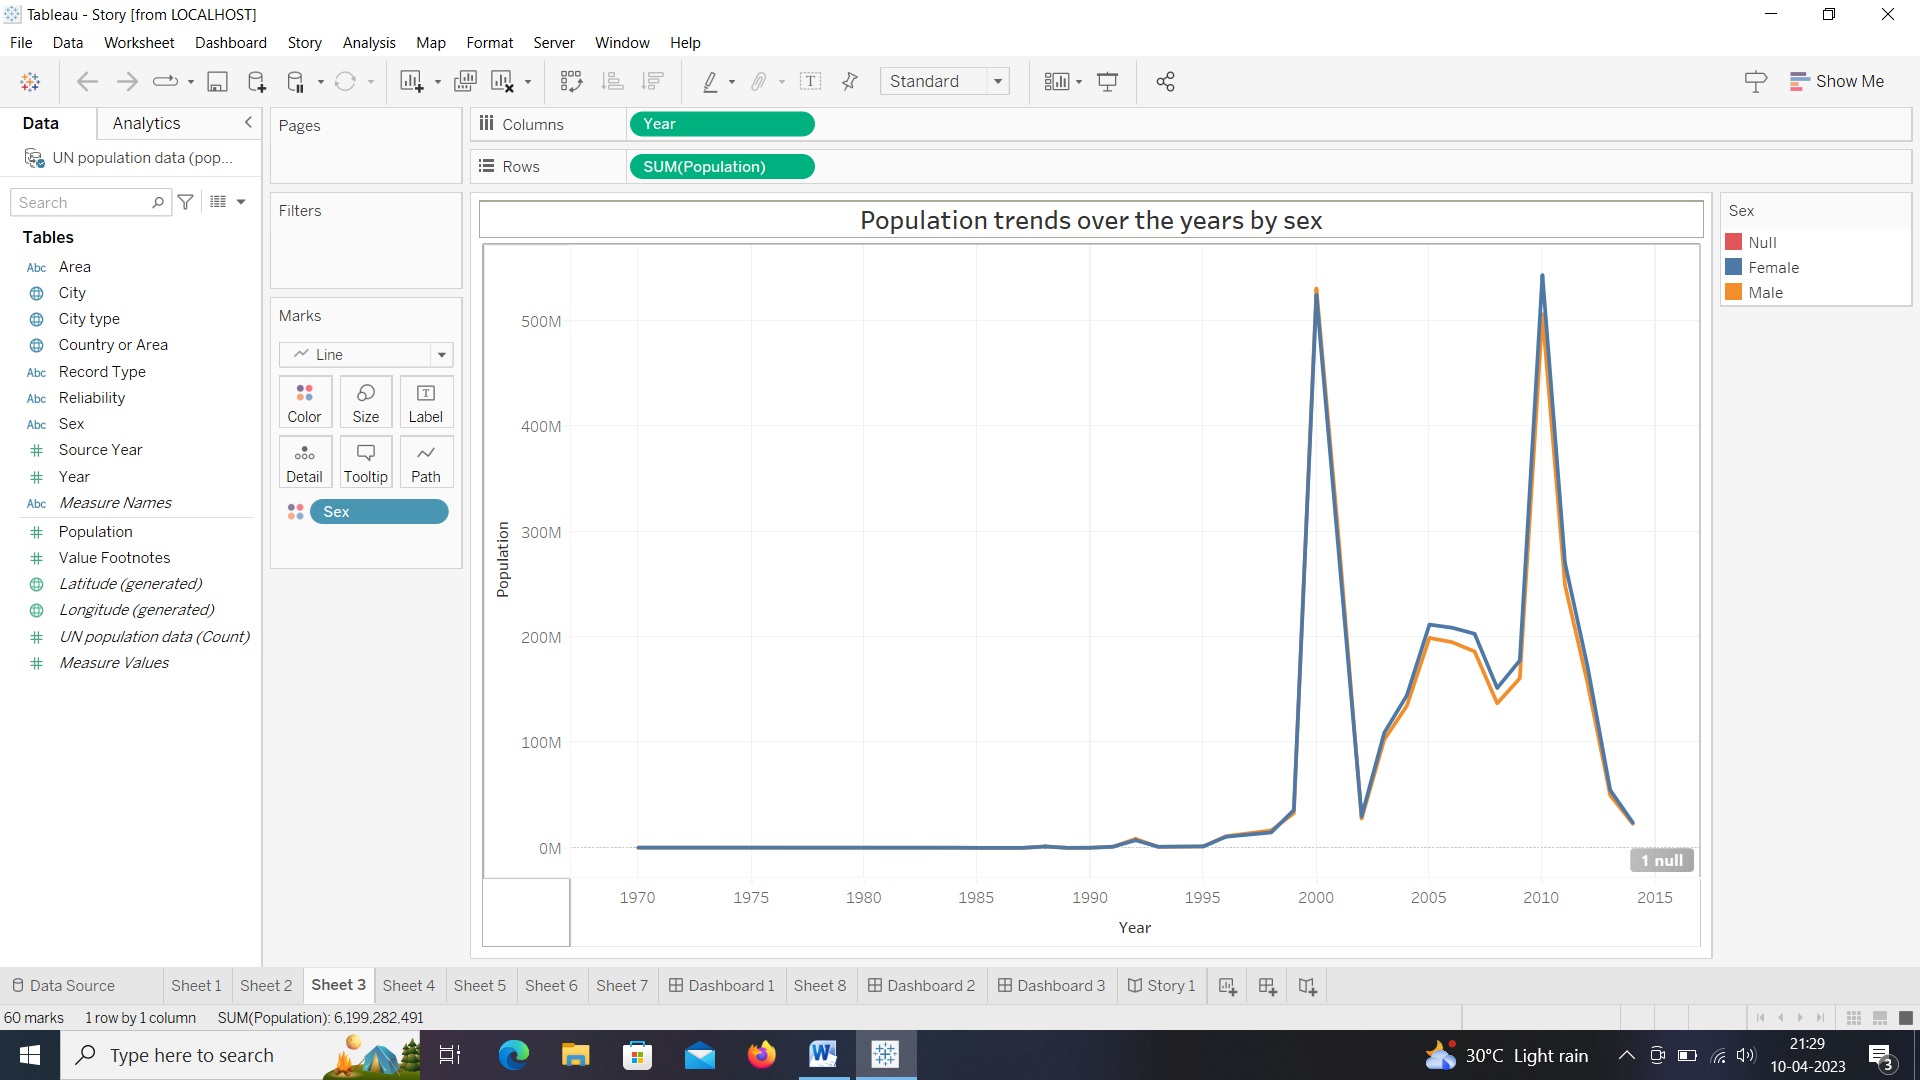 Tableau - Story [from LOCALHOST]
File Data Worksheet Dashboard Story Analysis Map Format Server Window Help
Standard
Show Me
Data Analytics
UN population data (pop...
Search
Tables
Abc Area
City
City type
Country or Area
Abc Record Type
Abc Reliability
Abc Sex
Source Year
Year
Abc Measure Names
Population
Value Footnotes
Latitude (generated)
Longitude (generated)
UN population data (Count)
Measure Values
Pages
Filters
Marks
Line
Color Size Label
Detail Tooltip Path
Sex
Columns Year
Rows SUM(Population)
Population trends over the years by sex
500M
400M
300M
200M
100M
0M
Population
1 null
1970 1975 1980 1985 1990 1995 2000 2005 2010 2015
Year
Sex
Null
Female
Male
Data Source Sheet 1 Sheet 2 Sheet 3 Sheet 4 Sheet 5 Sheet 6 Sheet 7 Dashboard 1 Sheet 8 Dashboard 2 Dashboard 3 Story 1
60 marks 1 row by 1 column SUM(Population): 6,199,282,491
Type here to search
30°C Light rain
21:29
10-04-2023
3